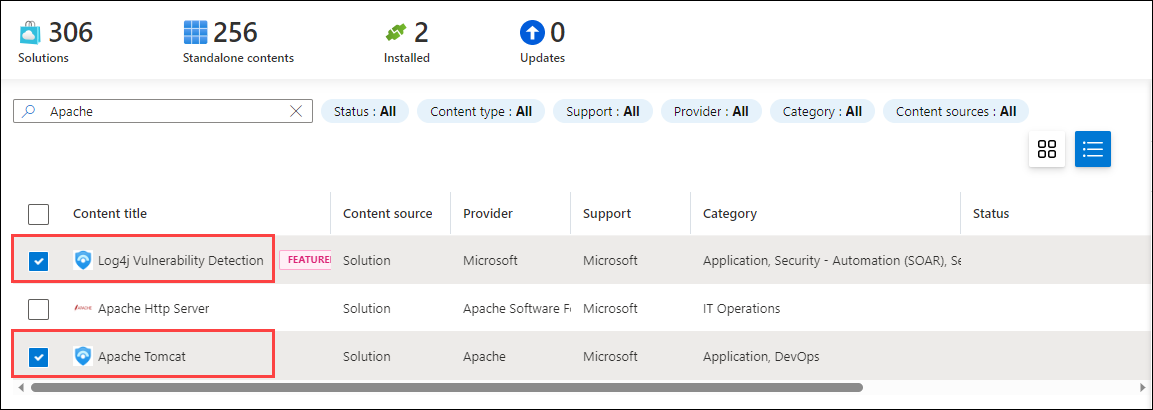 306 256 2 0
Solutions Standalone contents Installed Updates
Apache Status : All Content type : All Support : All Provider : All Category : All Content sources : All
Content title Content source Provider Support Category Status
Log4j Vulnerability Detection FEATURE Solution Microsoft Microsoft Application, Security - Automation (SOAR), Se
APACHE Apache Http Server Solution Apache Software Fo Microsoft IT Operations
Apache Tomcat Solution Apache Microsoft Application, DevOps